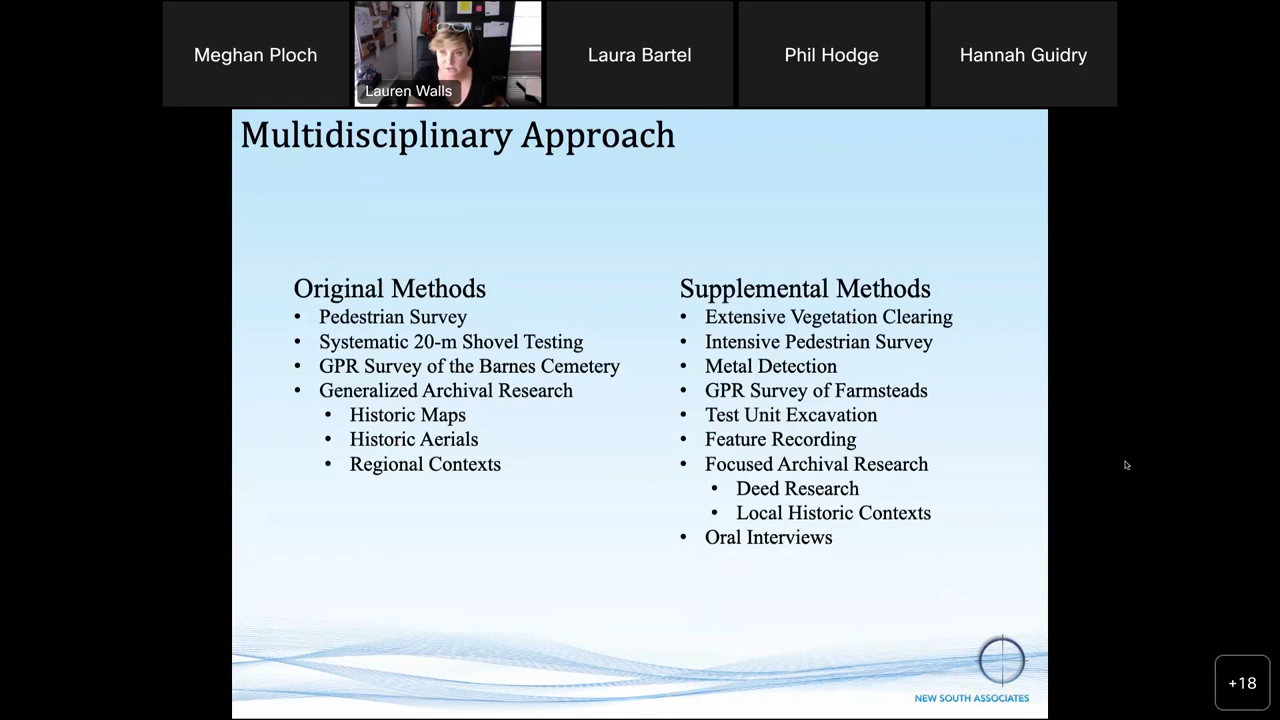 Meghan Ploch
Lauren Walls
Laura Bartel
Phil Hodge
Hannah Guidry
Multidisciplinary Approach
Original Methods
• Pedestrian Survey
• Systematic 20-m Shovel Testing
• GPR Survey of the Barnes Cemetery
• Generalized Archival Research
• Historic Maps
• Historic Aerials
• Regional Contexts
Supplemental Methods
• Extensive Vegetation Clearing
• Intensive Pedestrian Survey
• Metal Detection
• GPR Survey of Farmsteads
• Test Unit Excavation
• Feature Recording
• Focused Archival Research
• Deed Research
• Local Historic Contexts
• Oral Interviews
NEW SOUTH ASSOCIATES
+18